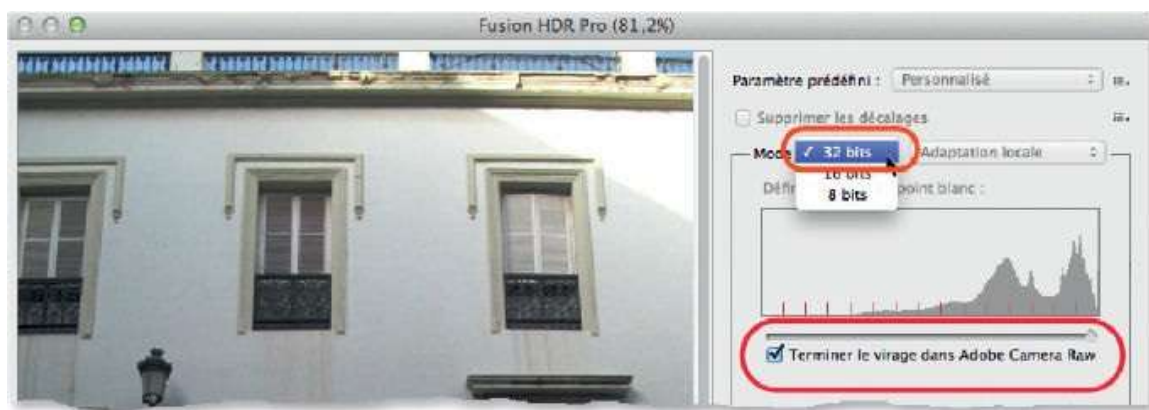 Fusion HDR Pro (81,2%)
Paramètre prédéfini : Personnalisé
Supprimer les décalages
Mode ✓ 32 bits Adaptation locale
16 bits
Défin point blanc :
8 bits
Terminer le virage dans Adobe Camera Raw